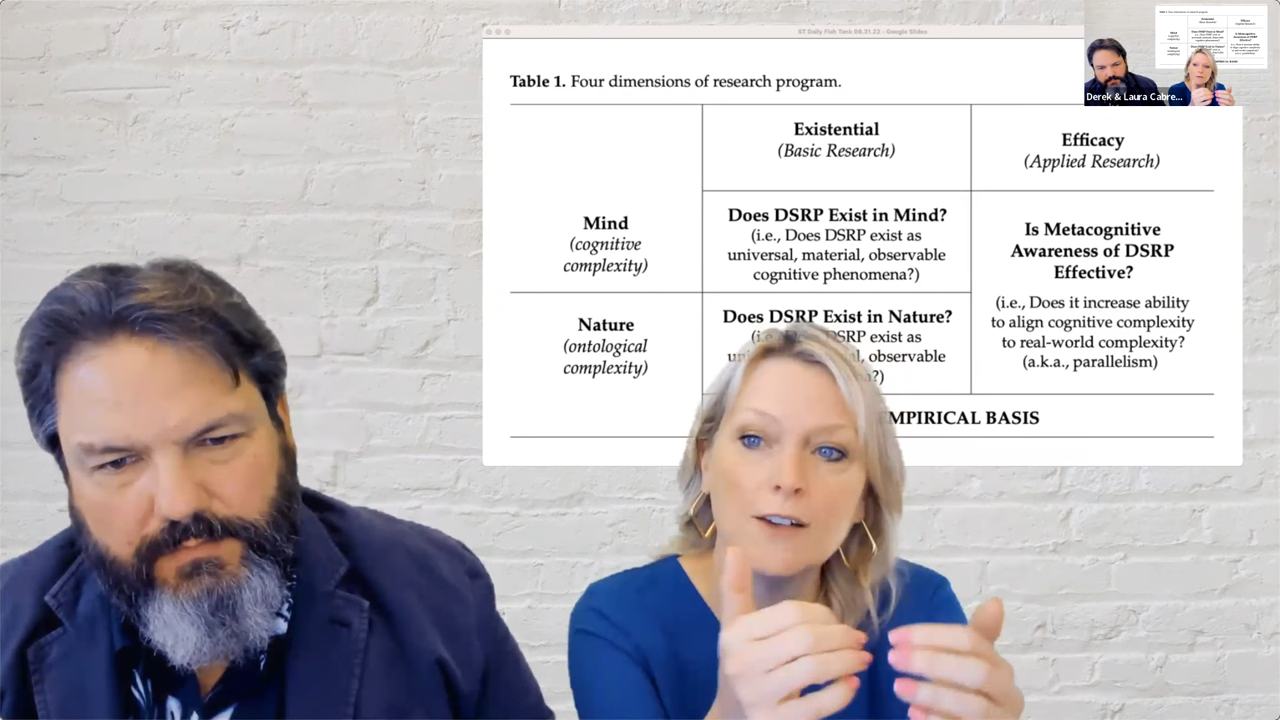 ST Daily Fish Tank 08.31.22 - Google Slides
Table 1. Four dimensions of research program.
Existential
(Basic Research)
Efficacy
(Applied Research)
Mind
(cognitive
complexity)
Does DSRP Exist in Mind?
(i.e., Does DSRP exist as
universal, material, observable
cognitive phenomena?)
Is Metacognitive
Awareness of DSRP
Effective?
(i.e., Does it increase ability
to align cognitive complexity
to real-world complexity?
(a.k.a., parallelism)
Nature
(ontological
complexity)
Does DSRP Exist in Nature?
DSRP exist as
observable
EMPIRICAL BASIS
Derek & Laura Cabre...